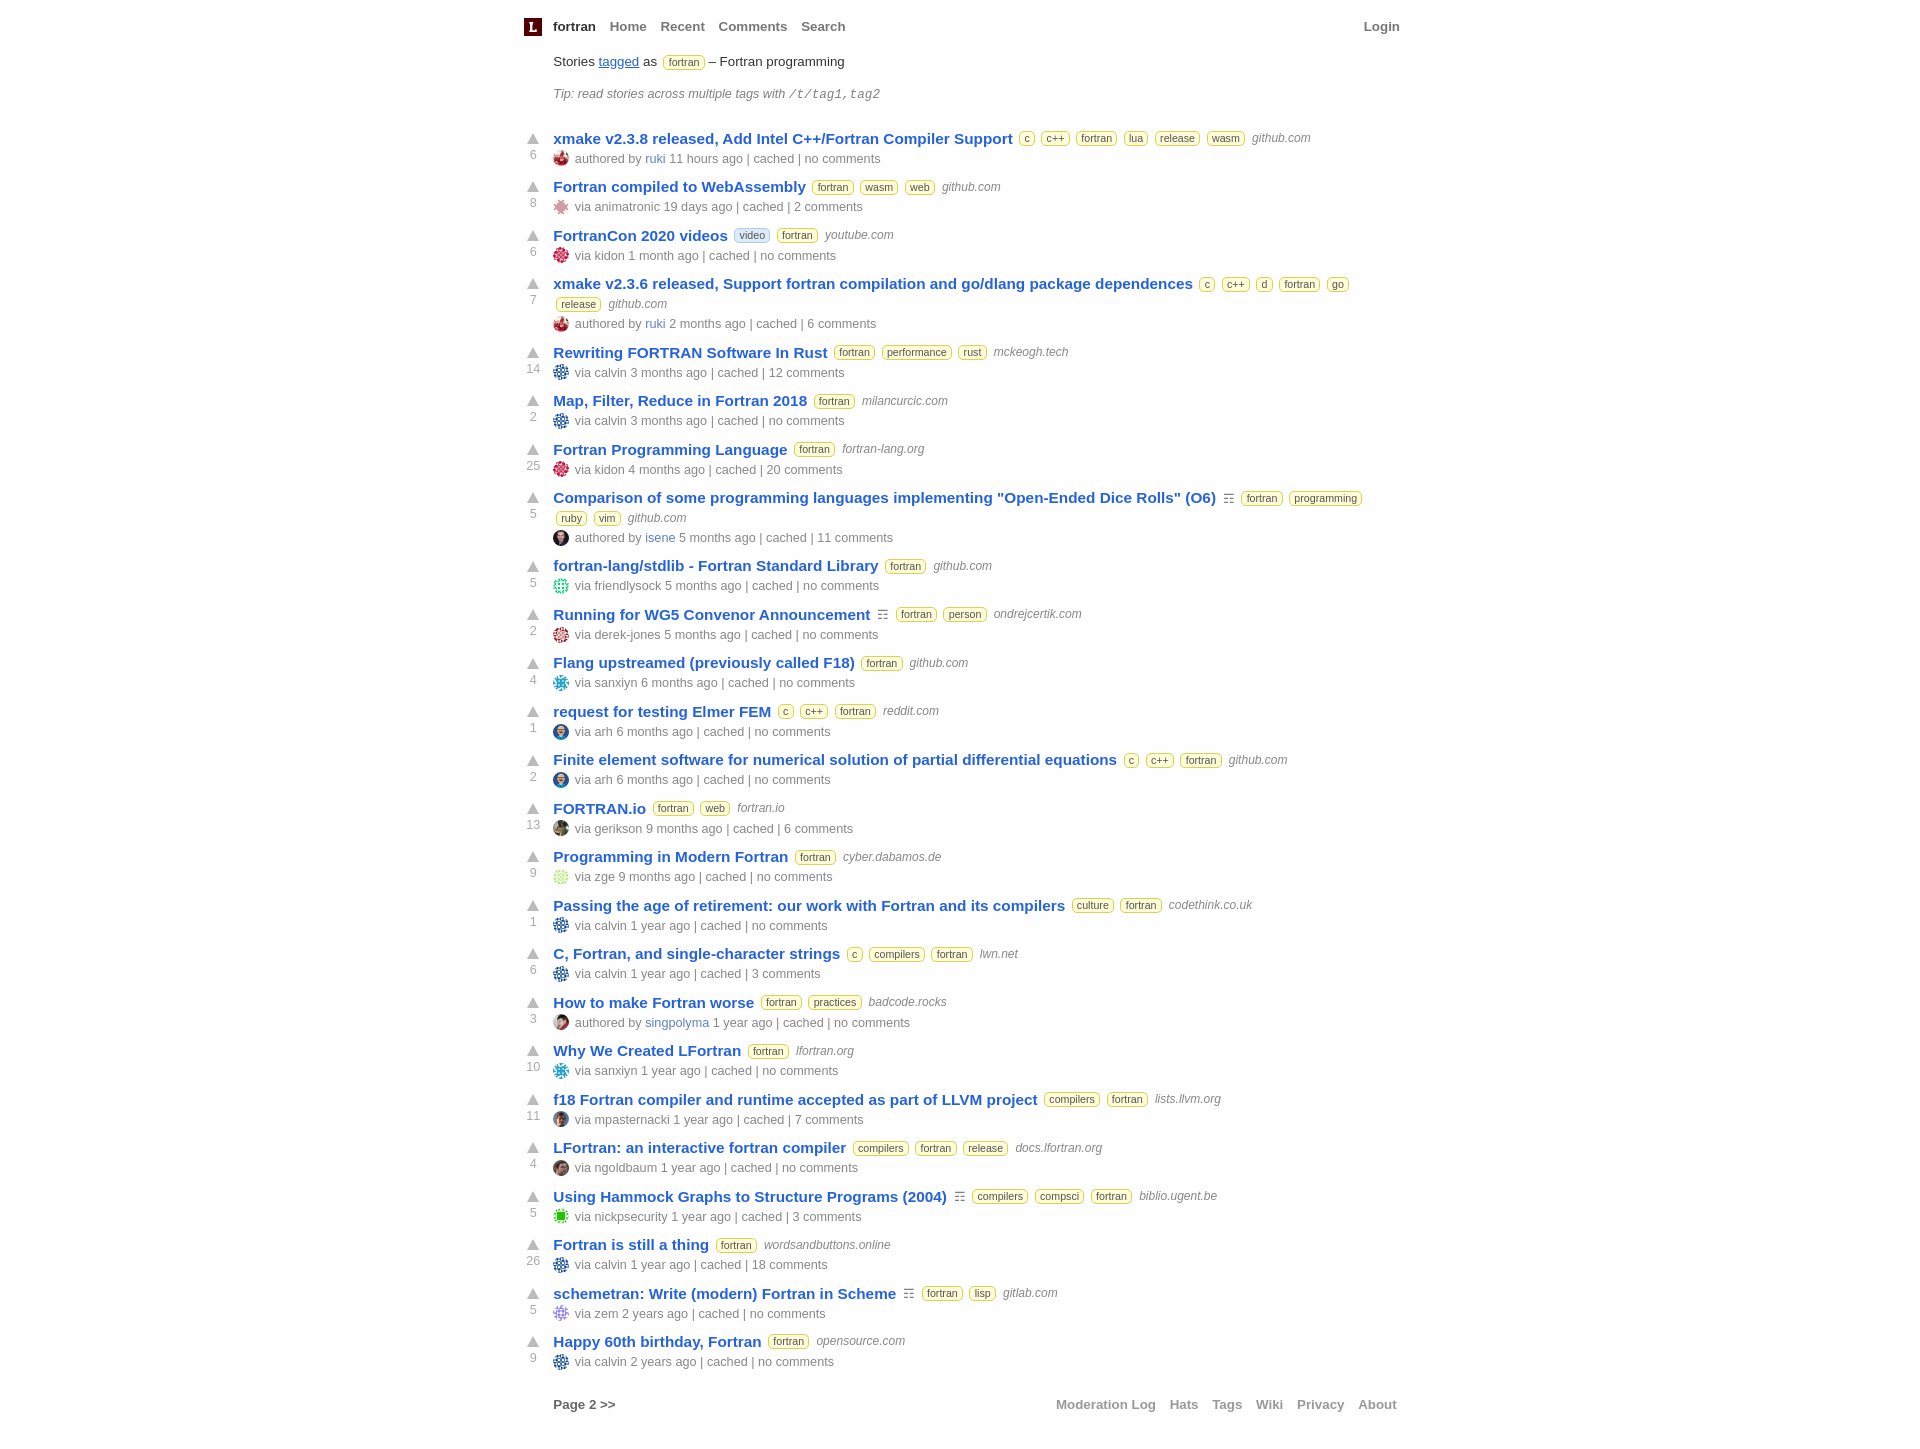 L fortran Home Recent Comments Search Login
Stories tagged as fortran – Fortran programming
Tip: read stories across multiple tags with /t/tag1,tag2
xmake v2.3.8 released, Add Intel C++/Fortran Compiler Support c c++ fortran lua release wasm github.com
6 authored by ruki 11 hours ago | cached | no comments
Fortran compiled to WebAssembly fortran wasm web github.com
8 via animatronic 19 days ago | cached | 2 comments
FortranCon 2020 videos video fortran youtube.com
6 via kidon 1 month ago | cached | no comments
xmake v2.3.6 released, Support fortran compilation and go/dlang package dependences c c++ d fortran go
7 release github.com
authored by ruki 2 months ago | cached | 6 comments
Rewriting FORTRAN Software In Rust fortran performance rust mckeogh.tech
14 via calvin 3 months ago | cached | 12 comments
Map, Filter, Reduce in Fortran 2018 fortran milancurcic.com
2 via calvin 3 months ago | cached | no comments
Fortran Programming Language fortran fortran-lang.org
25 via kidon 4 months ago | cached | 20 comments
Comparison of some programming languages implementing "Open-Ended Dice Rolls" (O6) ☶ fortran programming
5 ruby vim github.com
authored by isene 5 months ago | cached | 11 comments
fortran-lang/stdlib - Fortran Standard Library fortran github.com
5 via friendlysock 5 months ago | cached | no comments
Running for WG5 Convenor Announcement ☶ fortran person ondrejcertik.com
2 via derek-jones 5 months ago | cached | no comments
Flang upstreamed (previously called F18) fortran github.com
4 via sanxiyn 6 months ago | cached | no comments
request for testing Elmer FEM c c++ fortran reddit.com
1 via arh 6 months ago | cached | no comments
Finite element software for numerical solution of partial differential equations c c++ fortran github.com
2 via arh 6 months ago | cached | no comments
FORTRAN.io fortran web fortran.io
13 via gerikson 9 months ago | cached | 6 comments
Programming in Modern Fortran fortran cyber.dabamos.de
9 via zge 9 months ago | cached | no comments
Passing the age of retirement: our work with Fortran and its compilers culture fortran codethink.co.uk
1 via calvin 1 year ago | cached | no comments
C, Fortran, and single-character strings c compilers fortran lwn.net
6 via calvin 1 year ago | cached | 3 comments
How to make Fortran worse fortran practices badcode.rocks
3 authored by singpolyma 1 year ago | cached | no comments
Why We Created LFortran fortran lfortran.org
10 via sanxiyn 1 year ago | cached | no comments
f18 Fortran compiler and runtime accepted as part of LLVM project compilers fortran lists.llvm.org
11 via mpasternacki 1 year ago | cached | 7 comments
LFortran: an interactive fortran compiler compilers fortran release docs.lfortran.org
4 via ngoldbaum 1 year ago | cached | no comments
Using Hammock Graphs to Structure Programs (2004) ☶ compilers compsci fortran biblio.ugent.be
5 via nickpsecurity 1 year ago | cached | 3 comments
Fortran is still a thing fortran wordsandbuttons.online
26 via calvin 1 year ago | cached | 18 comments
schemetran: Write (modern) Fortran in Scheme ☶ fortran lisp gitlab.com
5 via zem 2 years ago | cached | no comments
Happy 60th birthday, Fortran fortran opensource.com
9 via calvin 2 years ago | cached | no comments
Page 2 >> Moderation Log Hats Tags Wiki Privacy About